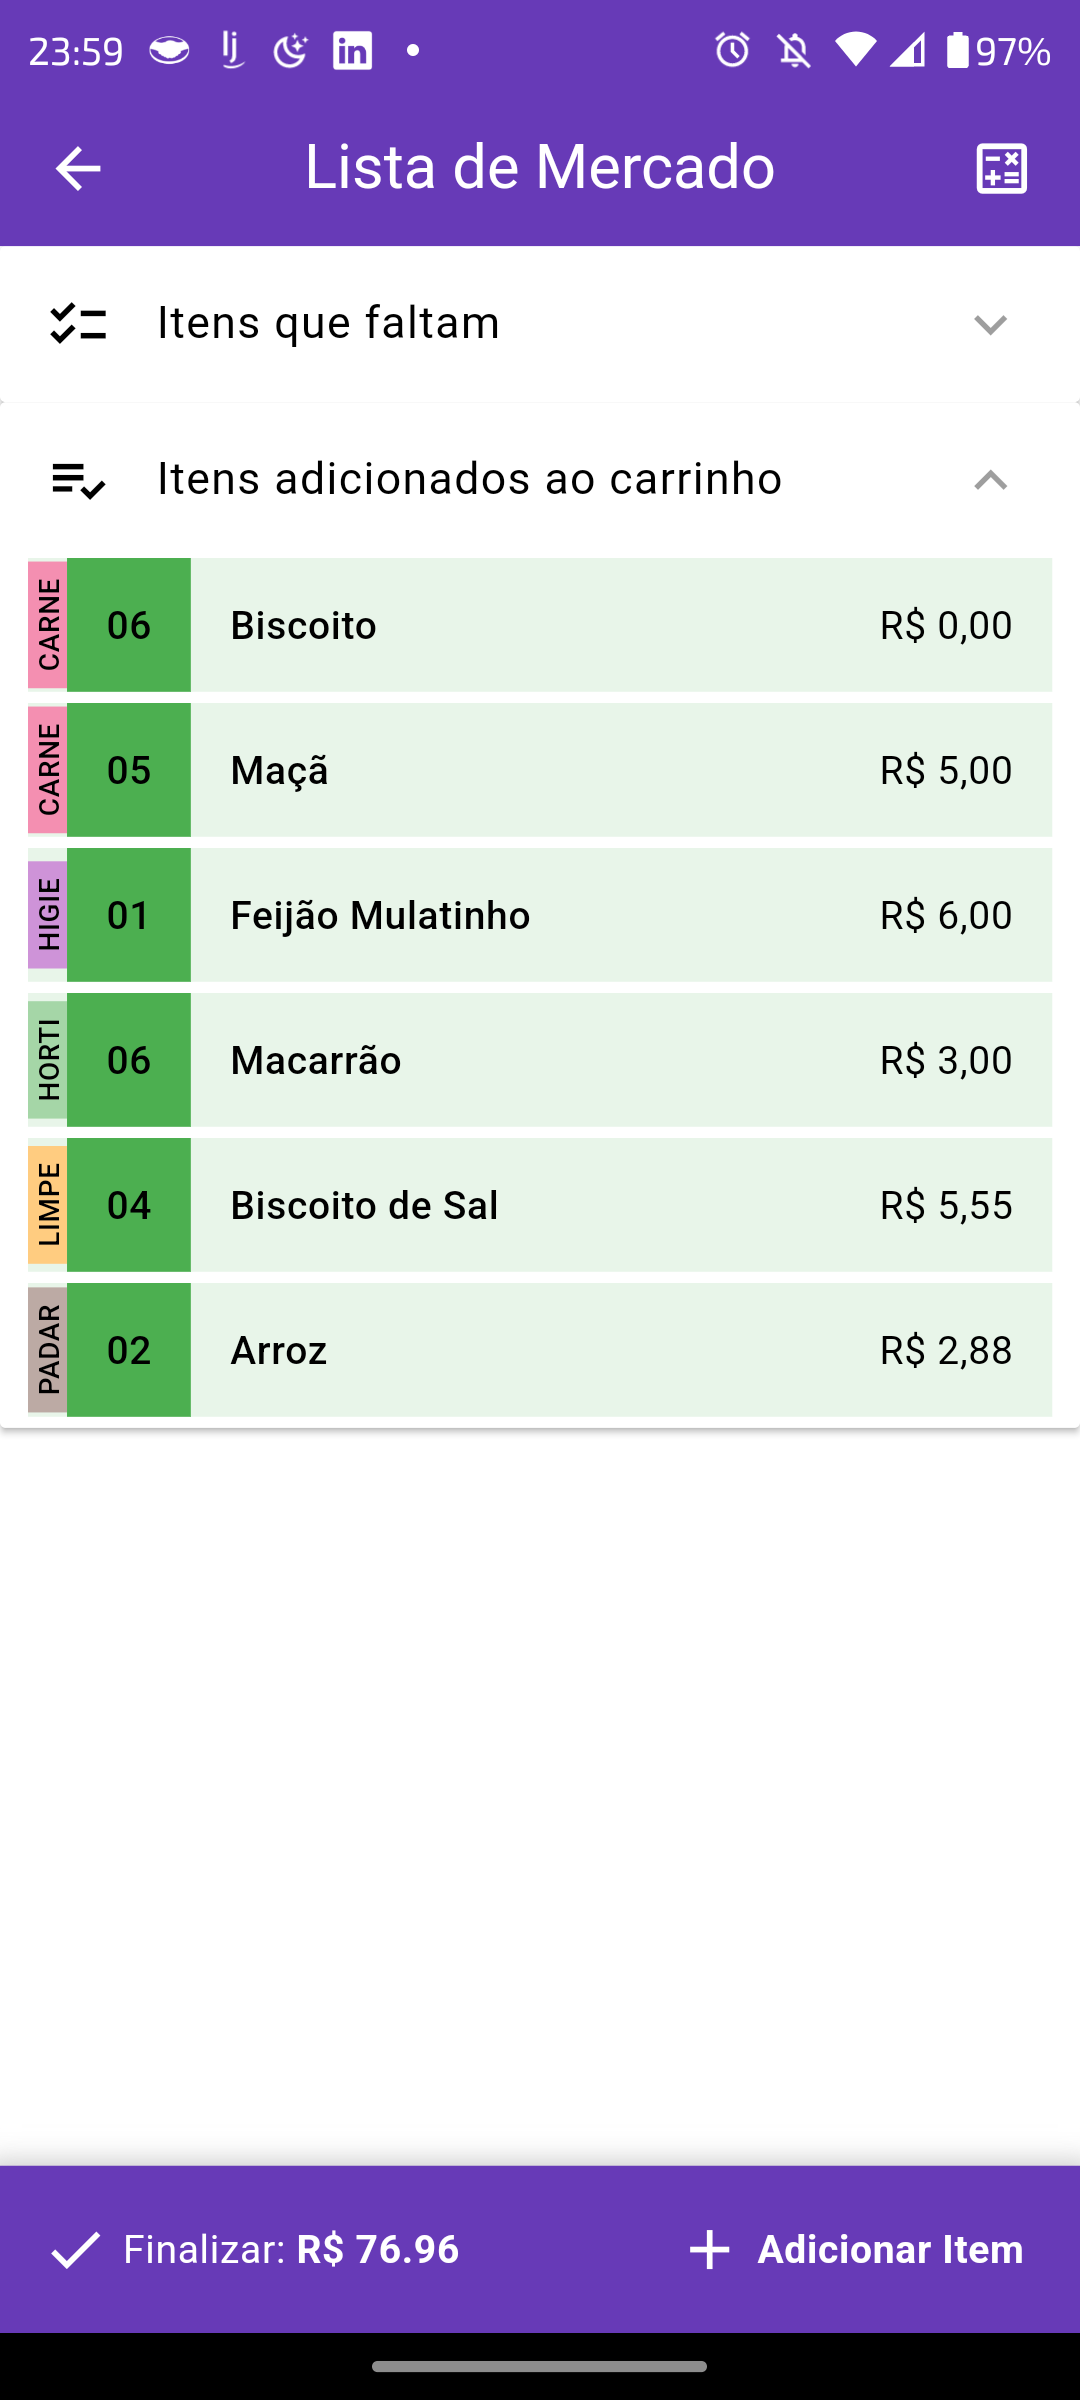 23:59 97%
Lista de Mercado
Itens que faltam
Itens adicionados ao carrinho
CARNE 06 Biscoito R$ 0,00
CARNE 05 Maçã R$ 5,00
HIGIE 01 Feijão Mulatinho R$ 6,00
HORTI 06 Macarrão R$ 3,00
LIMPE 04 Biscoito de Sal R$ 5,55
PADAR 02 Arroz R$ 2,88
Finalizar: R$ 76.96 Adicionar Item